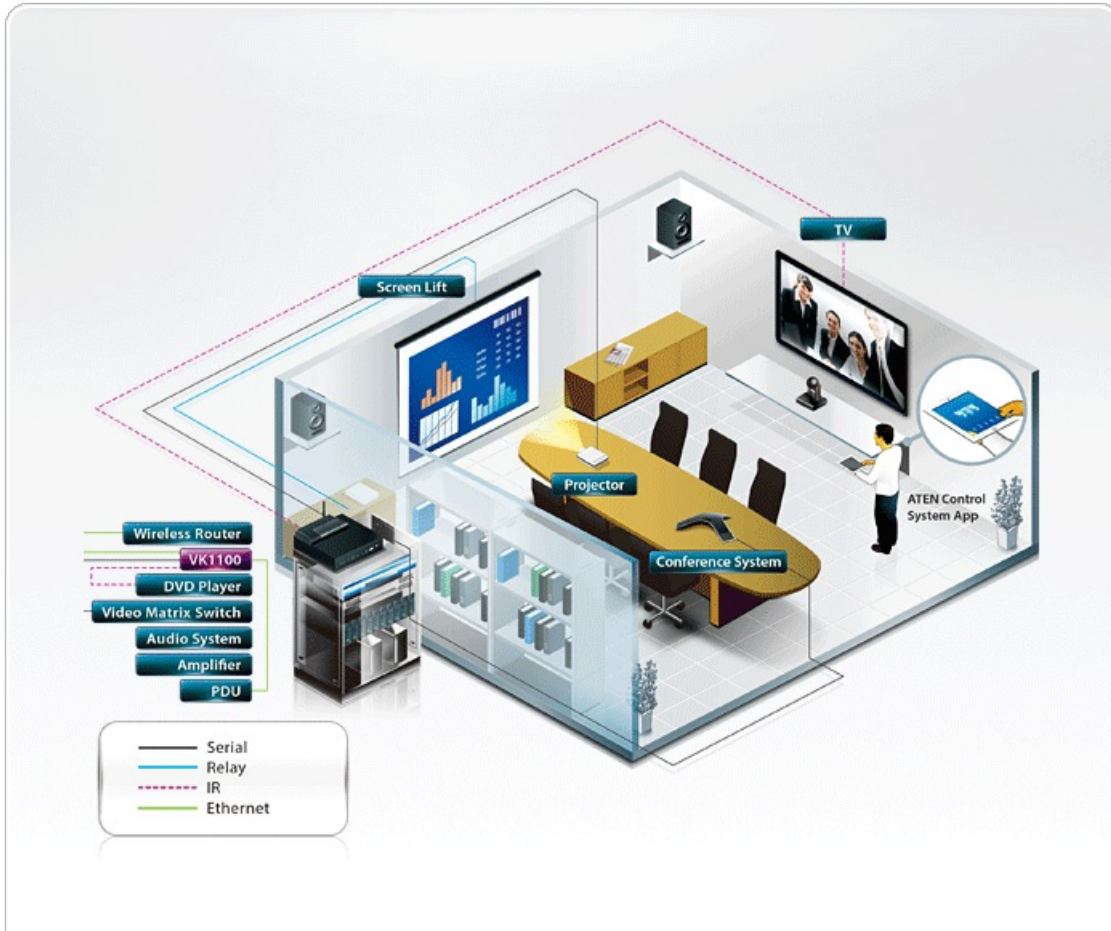 TV
Screen Lift
Projector
ATEN Control
System App
Conference System
Wireless Router
VK1100
DVD Player
Video Matrix Switch
Audio System
Amplifier
PDU
Serial
Relay
IR
Ethernet